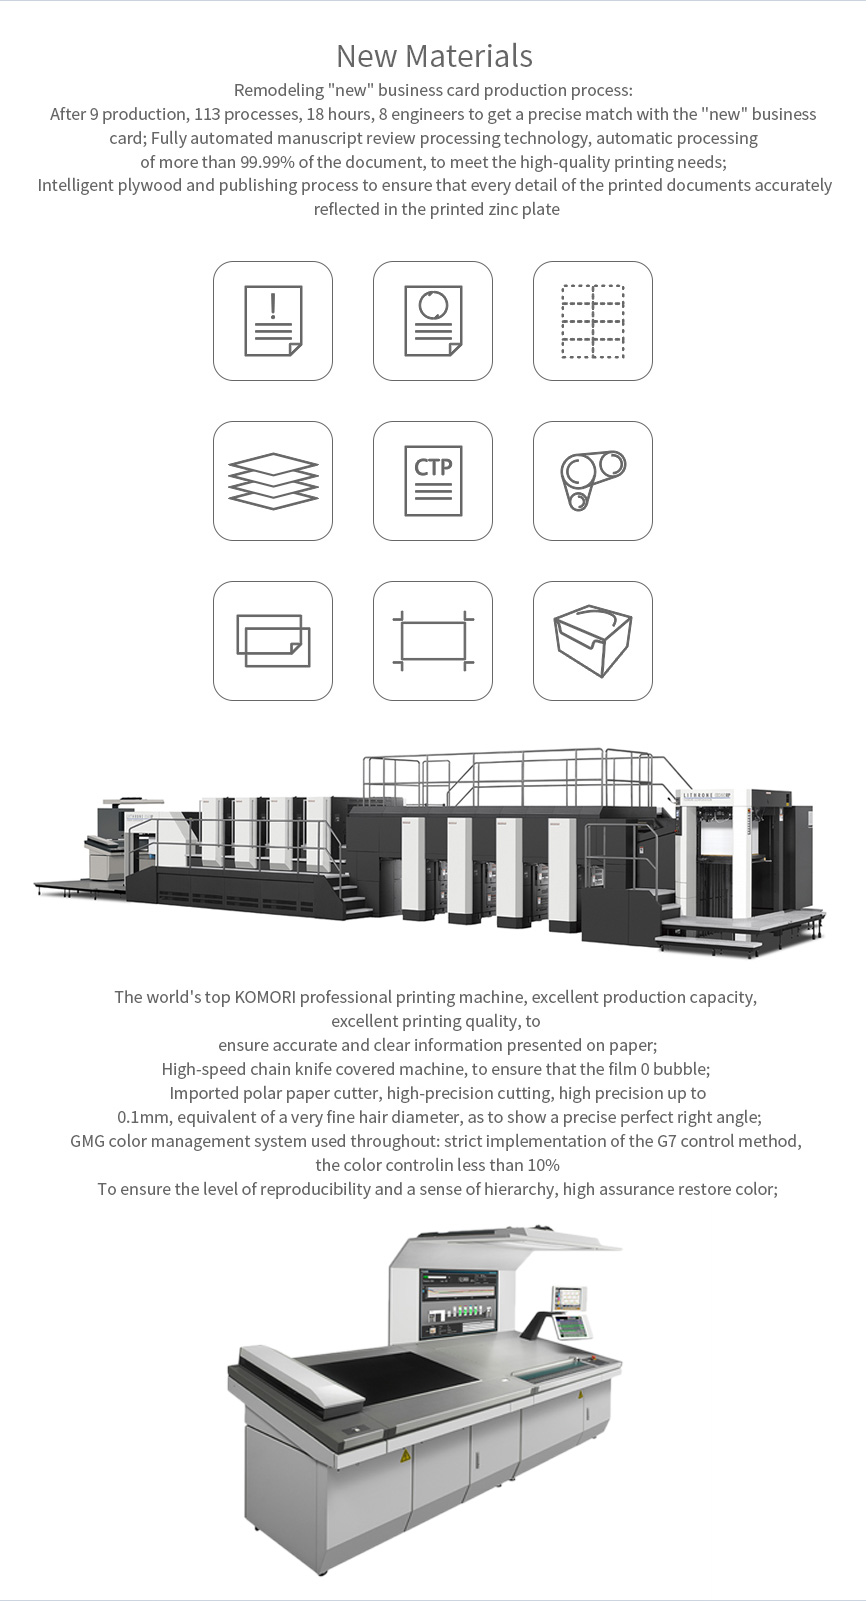 New Materials
Remodeling "new" business card production process:
After 9 production, 113 processes, 18 hours, 8 engineers to get a precise match with the "new" business
card; Fully automated manuscript review processing technology, automatic processing
of more than 99.99% of the document, to meet the high-quality printing needs;
Intelligent plywood and publishing process to ensure that every detail of the printed documents accurately
reflected in the printed zinc plate
!
CTP
LITHRONE
The world's top KOMORI professional printing machine, excellent production capacity,
excellent printing quality, to
ensure accurate and clear information presented on paper;
High-speed chain knife covered machine, to ensure that the film 0 bubble;
Imported polar paper cutter, high-precision cutting, high precision up to
0.1mm, equivalent of a very fine hair diameter, as to show a precise perfect right angle;
GMG color management system used throughout: strict implementation of the G7 control method,
the color controlin less than 10%
To ensure the level of reproducibility and a sense of hierarchy, high assurance restore color;